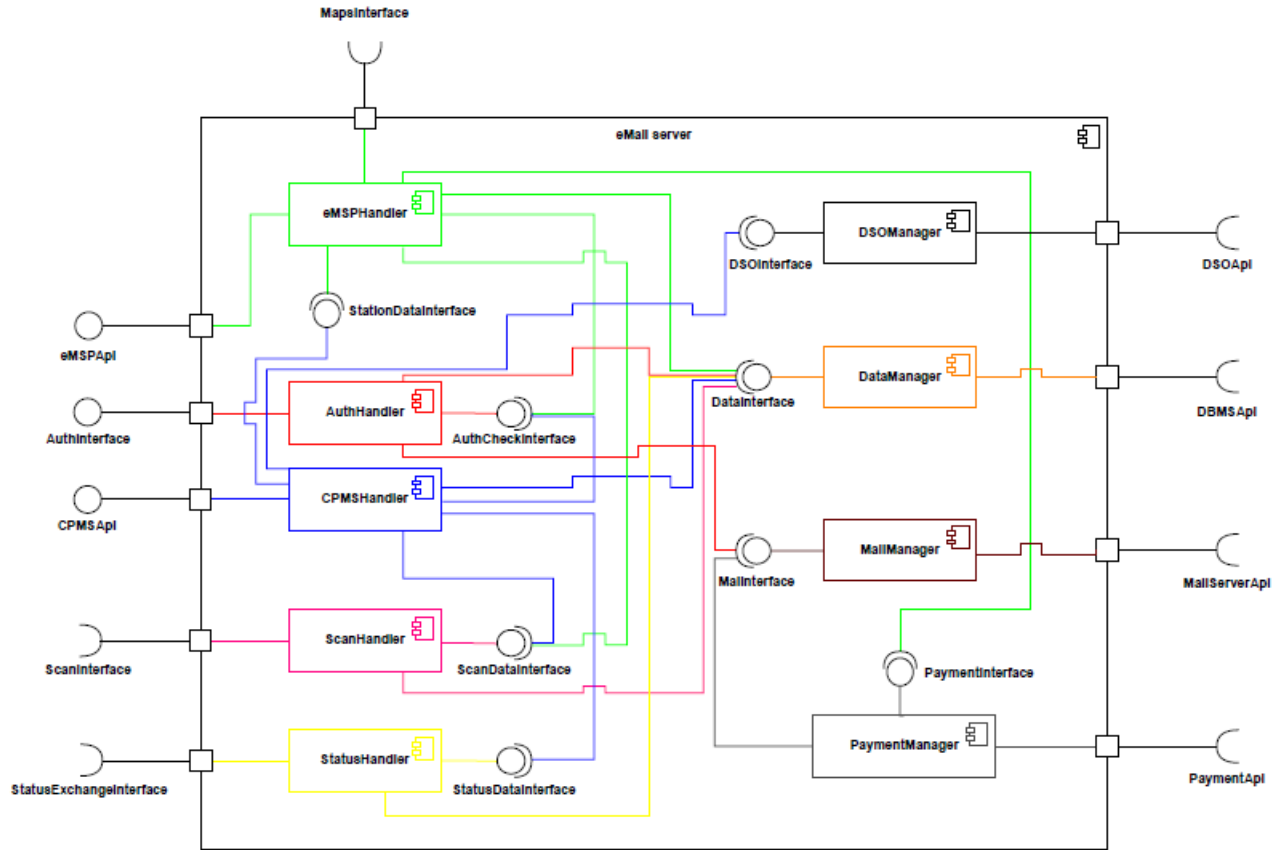 MapsInterface
eMall server
eMSPHandler
DSOManager
DSOInterface
DSOApi
StationDataInterface
eMSPApi
DataManager
AuthHandler
DataInterface
DBMSApi
AuthInterface
AuthCheckInterface
CPMSHandler
CPMSApi
MailManager
MailInterface
MailServerApi
ScanHandler
ScanInterface
ScanDataInterface
PaymentInterface
PaymentManager
StatusHandler
StatusExchangeInterface
StatusDataInterface
PaymentApi